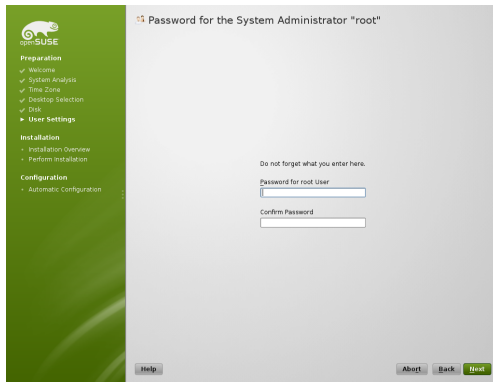 openSUSE
Preparation
Welcome
System Analysis
Time Zone
Desktop Selection
Disk
User Settings
Installation
Installation Overview
Perform Installation
Configuration
Automatic Configuration
Password for the System Administrator "root"
Do not forget what you enter here.
Password for root User
Confirm Password
Help
Abort
Back
Next